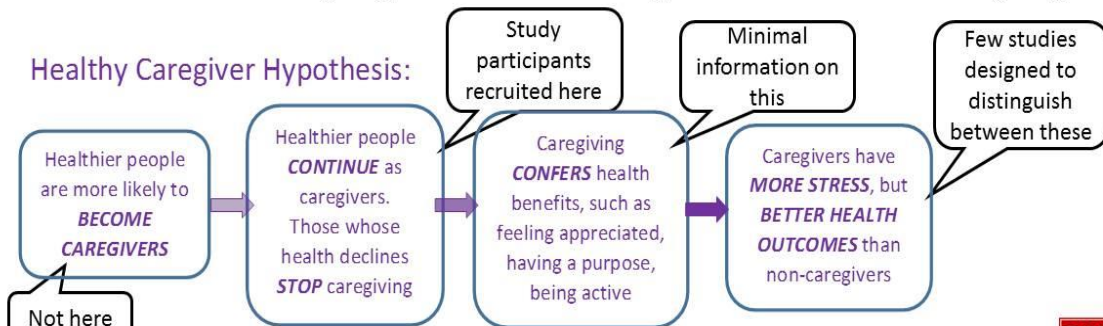 Healthy Caregiver Hypothesis:
Study
participants
recruited here
Minimal
information on
this
Few studies
designed to
distinguish
between these
Healthier people
are more likely to
BECOME
CAREGIVERS
Healthier people
CONTINUE as
caregivers.
Those whose
health declines
STOP caregiving
Caregiving
CONFERS health
benefits, such as
feeling appreciated,
having a purpose,
being active
Caregivers have
MORE STRESS, but
BETTER HEALTH
OUTCOMES than
non-caregivers
Not here